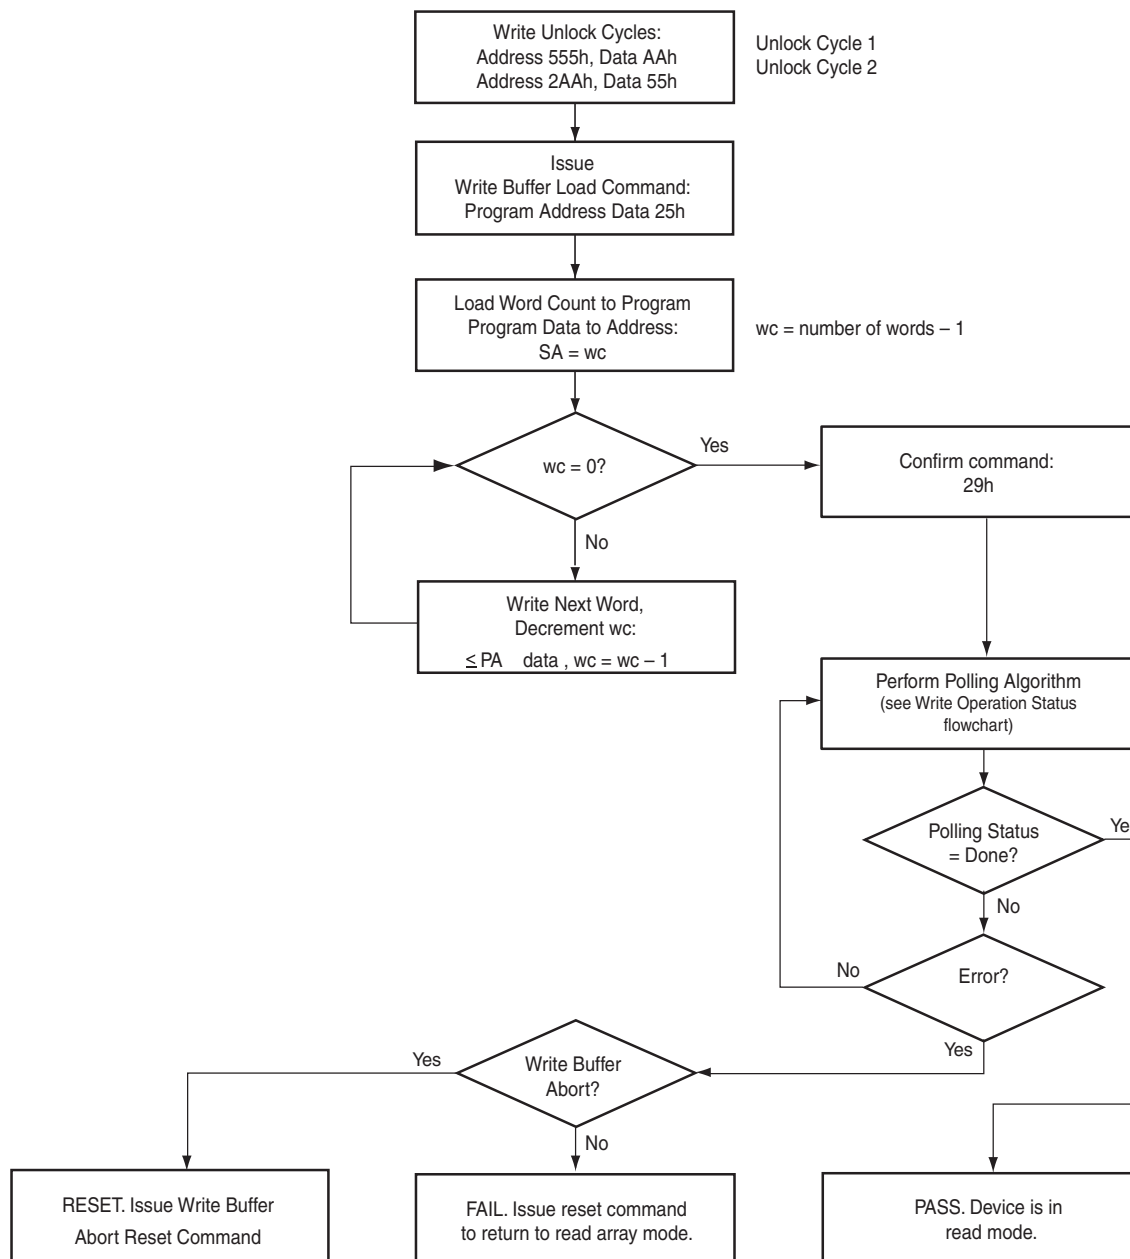 Write Unlock Cycles:
Address 555h, Data AAh
Address 2AAh, Data 55h
Unlock Cycle 1
Unlock Cycle 2
Issue
Write Buffer Load Command:
Program Address Data 25h
Load Word Count to Program
Program Data to Address:
SA = wc
wc = number of words – 1
wc = 0?
Yes
Confirm command:
29h
No
Write Next Word,
Decrement wc:
≤ PA data , wc = wc – 1
Perform Polling Algorithm
(see Write Operation Status
flowchart)
Polling Status
= Done?
Ye
No
Error?
No
Yes
Write Buffer
Abort?
Yes
No
RESET. Issue Write Buffer
Abort Reset Command
FAIL. Issue reset command
to return to read array mode.
PASS. Device is in
read mode.